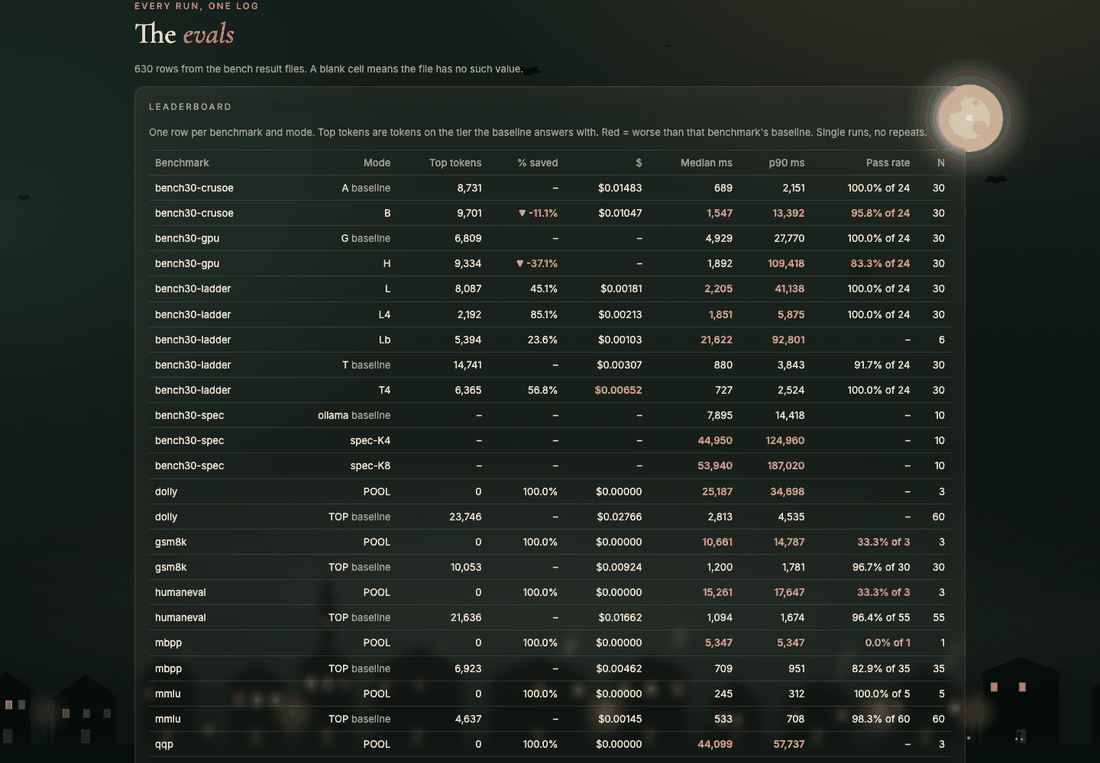 EVERY RUN, ONE LOG
The evals
630 rows from the bench result files. A blank cell means the file has no such value.
LEADERBOARD
One row per benchmark and mode. Top tokens are tokens on the tier the baseline answers with. Red = worse than that benchmark's baseline. Single runs, no repeats.
Benchmark Mode Top tokens % saved $ Median ms p90 ms Pass rate N
bench30-crusoe A baseline 8,731 – $0.01483 689 2,151 100.0% of 24 30
bench30-crusoe B 9,701 ▼ -11.1% $0.01047 1,547 13,392 95.8% of 24 30
bench30-gpu G baseline 6,809 – – 4,929 27,770 100.0% of 24 30
bench30-gpu H 9,334 ▼ -37.1% – 1,892 109,418 83.3% of 24 30
bench30-ladder L 8,087 45.1% $0.00181 2,205 41,138 100.0% of 24 30
bench30-ladder L4 2,192 85.1% $0.00213 1,851 5,875 100.0% of 24 30
bench30-ladder Lb 5,394 23.6% $0.00103 21,622 92,801 – 6
bench30-ladder T baseline 14,741 – $0.00307 880 3,843 91.7% of 24 30
bench30-ladder T4 6,365 56.8% $0.00652 727 2,524 100.0% of 24 30
bench30-spec ollama baseline – – – 7,895 14,418 – 10
bench30-spec spec-K4 – – – 44,950 124,960 – 10
bench30-spec spec-K8 – – – 53,940 187,020 – 10
dolly POOL 0 100.0% $0.00000 25,187 34,698 – 3
dolly TOP baseline 23,746 – $0.02766 2,813 4,535 – 60
gsm8k POOL 0 100.0% $0.00000 10,661 14,787 33.3% of 3 3
gsm8k TOP baseline 10,053 – $0.00924 1,200 1,781 96.7% of 30 30
humaneval POOL 0 100.0% $0.00000 15,261 17,647 33.3% of 3 3
humaneval TOP baseline 21,636 – $0.01662 1,094 1,674 96.4% of 55 55
mbpp POOL 0 100.0% $0.00000 5,347 5,347 0.0% of 1 1
mbpp TOP baseline 6,923 – $0.00462 709 951 82.9% of 35 35
mmlu POOL 0 100.0% $0.00000 245 312 100.0% of 5 5
mmlu TOP baseline 4,637 – $0.00145 533 708 98.3% of 60 60
qqp POOL 0 100.0% $0.00000 44,099 57,737 – 3